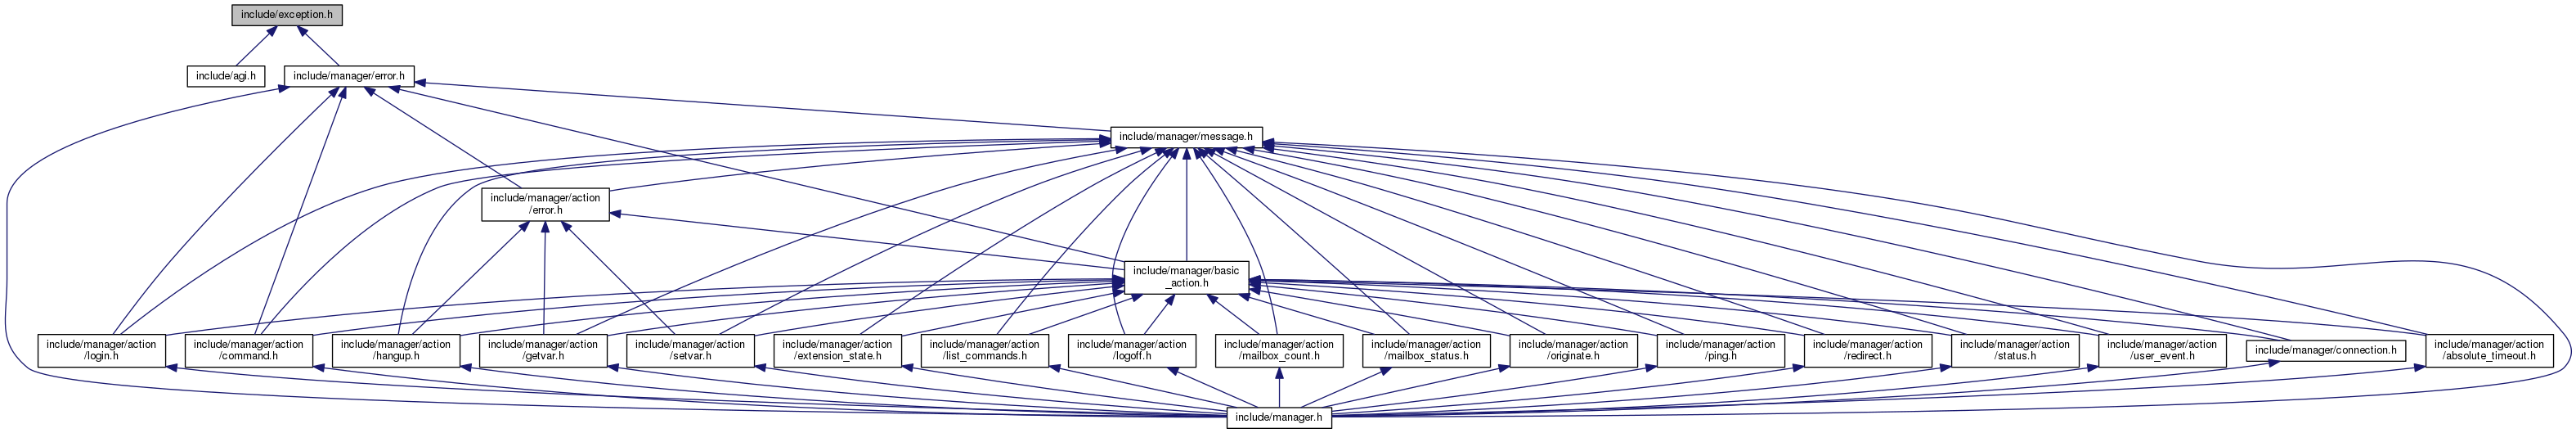 include/exception.h
include/agi.h
include/manager/error.h
include/manager/message.h
include/manager/action
/error.h
include/manager/basic
_action.h
include/manager/action
/login.h
include/manager/action
/command.h
include/manager/action
/hangup.h
include/manager/action
/getvar.h
include/manager/action
/setvar.h
include/manager/action
/extension_state.h
include/manager/action
/list_commands.h
include/manager/action
/logoff.h
include/manager/action
/mailbox_count.h
include/manager/action
/mailbox_status.h
include/manager/action
/originate.h
include/manager/action
/ping.h
include/manager/action
/redirect.h
include/manager/action
/status.h
include/manager/action
/user_event.h
include/manager/connection.h
include/manager/action
/absolute_timeout.h
include/manager.h